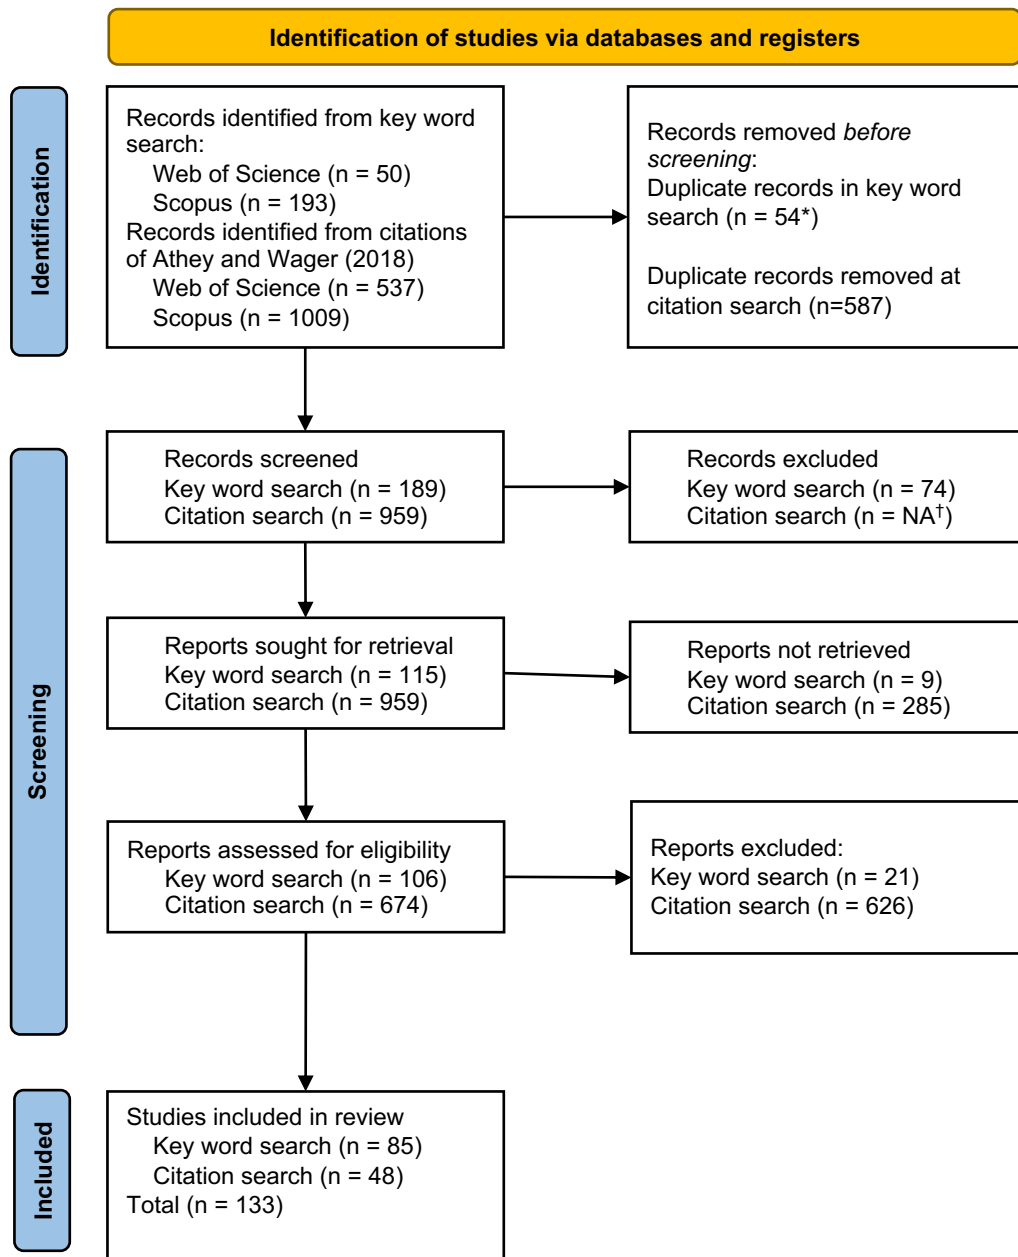 Identification of studies via databases and registers
Identification
Records identified from key word
search:
Web of Science (n = 50)
Scopus (n = 193)
Records identified from citations
of Athey and Wager (2018)
Web of Science (n = 537)
Scopus (n = 1009)
Records removed before
screening:
Duplicate records in key word
search (n = 54*)
Duplicate records removed at
citation search (n=587)
Screening
Records screened
Key word search (n = 189)
Citation search (n = 959)
Records excluded
Key word search (n = 74)
Citation search (n = NA†)
Reports sought for retrieval
Key word search (n = 115)
Citation search (n = 959)
Reports not retrieved
Key word search (n = 9)
Citation search (n = 285)
Reports assessed for eligibility
Key word search (n = 106)
Citation search (n = 674)
Reports excluded:
Key word search (n = 21)
Citation search (n = 626)
Included
Studies included in review
Key word search (n = 85)
Citation search (n = 48)
Total (n = 133)